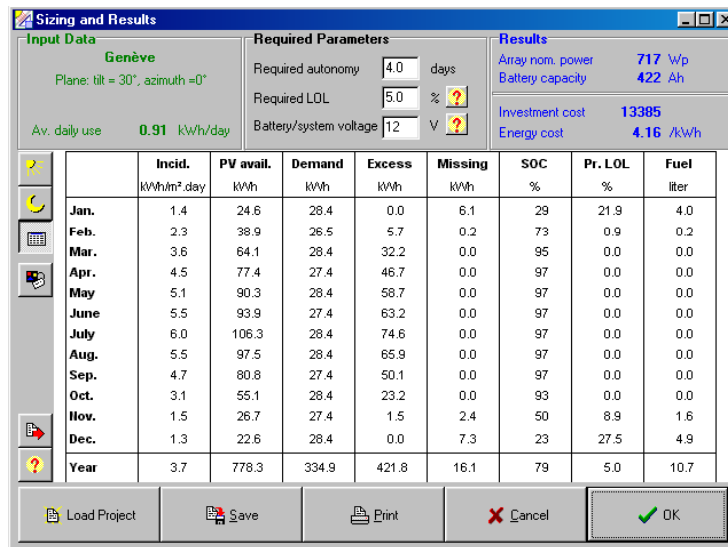 Sizing and Results
Input Data
Genève
Plane: tilt = 30°, azimuth =0°
Av. daily use 0.91 kWh/day
Required Parameters
Required autonomy 4.0 days
Required LOL 5.0 % ?
Battery/system voltage 12 V ?
Results
Array nom. power 717 Wp
Battery capacity 422 Ah
Investment cost 13385
Energy cost 4.16 /kWh
Incid. PV avail. Demand Excess Missing SOC Pr. LOL Fuel
kWh/m².day kWh kWh kWh kWh % % liter
Jan. 1.4 24.6 28.4 0.0 6.1 29 21.9 4.0
Feb. 2.3 38.9 26.5 5.7 0.2 73 0.9 0.2
Mar. 3.6 64.1 28.4 32.2 0.0 95 0.0 0.0
Apr. 4.5 77.4 27.4 46.7 0.0 97 0.0 0.0
May 5.1 90.3 28.4 58.7 0.0 97 0.0 0.0
June 5.5 93.9 27.4 63.2 0.0 97 0.0 0.0
July 6.0 106.3 28.4 74.6 0.0 97 0.0 0.0
Aug. 5.5 97.5 28.4 65.9 0.0 97 0.0 0.0
Sep. 4.7 80.8 27.4 50.1 0.0 97 0.0 0.0
Oct. 3.1 55.1 28.4 23.2 0.0 93 0.0 0.0
Nov. 1.5 26.7 27.4 1.5 2.4 50 8.9 1.6
Dec. 1.3 22.6 28.4 0.0 7.3 23 27.5 4.9
Year 3.7 778.3 334.9 421.8 16.1 79 5.0 10.7
?
Load Project Save Print Cancel OK